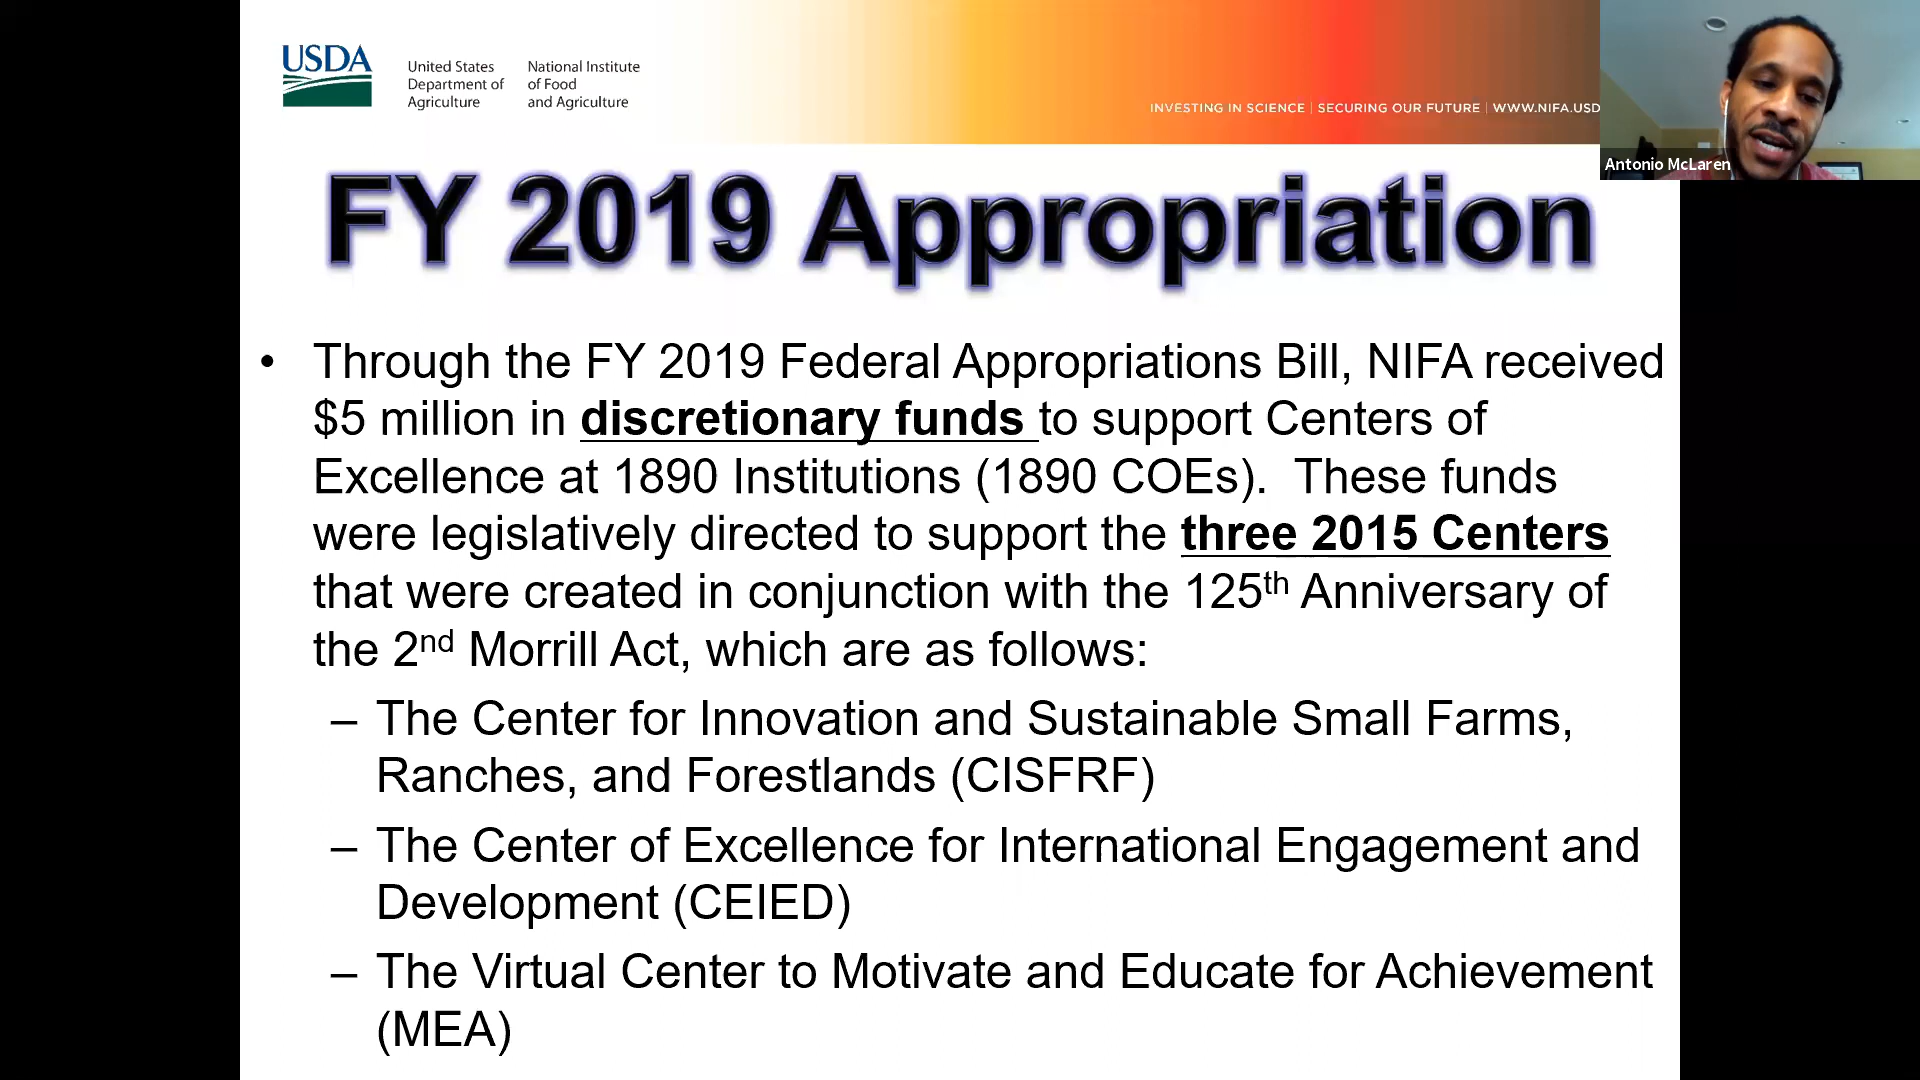 USDA
United States
Department of
Agriculture
National Institute
of Food
and Agriculture
INVESTING IN SCIENCE | SECURING OUR FUTURE | WWW.NIFA.USD
Antonio McLaren
FY 2019 Appropriation
• Through the FY 2019 Federal Appropriations Bill, NIFA received
$5 million in discretionary funds to support Centers of
Excellence at 1890 Institutions (1890 COEs). These funds
were legislatively directed to support the three 2015 Centers
that were created in conjunction with the 125th Anniversary of
the 2nd Morrill Act, which are as follows:
– The Center for Innovation and Sustainable Small Farms,
Ranches, and Forestlands (CISFRF)
– The Center of Excellence for International Engagement and
Development (CEIED)
– The Virtual Center to Motivate and Educate for Achievement
(MEA)